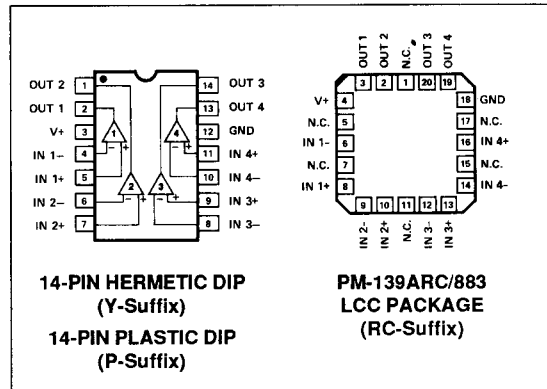 OUT 2 1 14 OUT 3
OUT 1 2 13 OUT 4
V+ 3 12 GND
IN 1– 4 11 IN 4+
IN 1+ 5 10 IN 4–
IN 2– 6 9 IN 3+
IN 2+ 7 8 IN 3–
1 4
– + – +
2 3
– + – +
14-PIN HERMETIC DIP
(Y-Suffix)
14-PIN PLASTIC DIP
(P-Suffix)
OUT 1 OUT 2 N.C. OUT 3 OUT 4
3 2 1 20 19
V+ 4 18 GND
N.C. 5 17 N.C.
IN 1- 6 16 IN 4+
N.C. 7 15 N.C.
IN 1+ 8 14 IN 4-
9 10 11 12 13
IN 2- IN 2+ N.C. IN 3- IN 3+
PM-139ARC/883
LCC PACKAGE
(RC-Suffix)